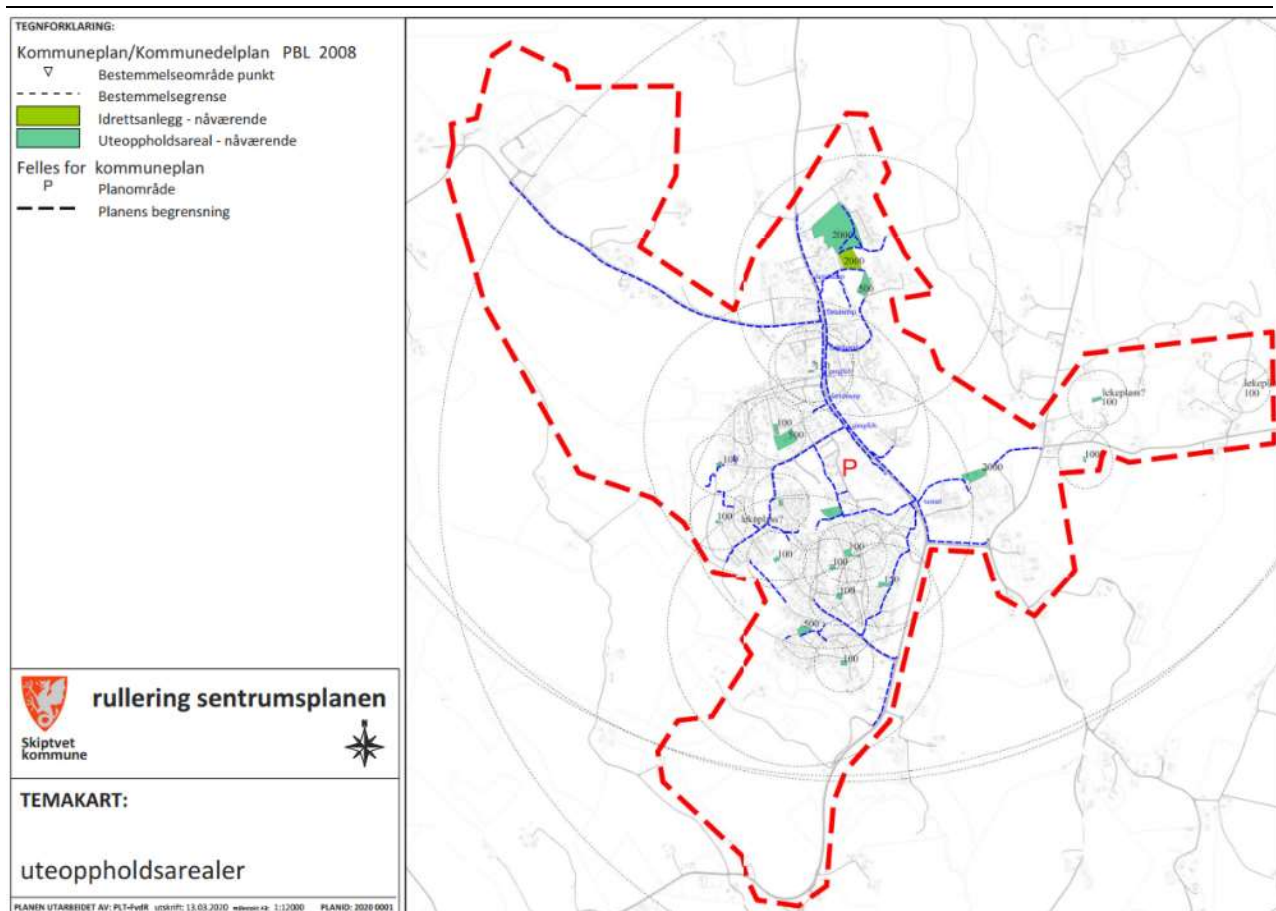 TEGNFORKLARING:
Kommuneplan/Kommunedelplan PBL 2008
Bestemmelseområde punkt
Bestemmelsegrense
Idrettsanlegg - nåværende
Uteoppholdsareal - nåværende
Felles for kommuneplan
P Planområde
Planens begrensning
rullering sentrumsplanen
Skiptvet
kommune
TEMAKART:
uteoppholdsarealer
PLANEN UTARBEIDET AV: PLT-FvdR utskrift: 13.03.2020 målestokk A3: 1:12000 PLANID: 2020 0001
2000
2000
500
lekeplass?
100
100
100
500
100
P
2000
100
100
lekeplass?
100
100
100
500
100